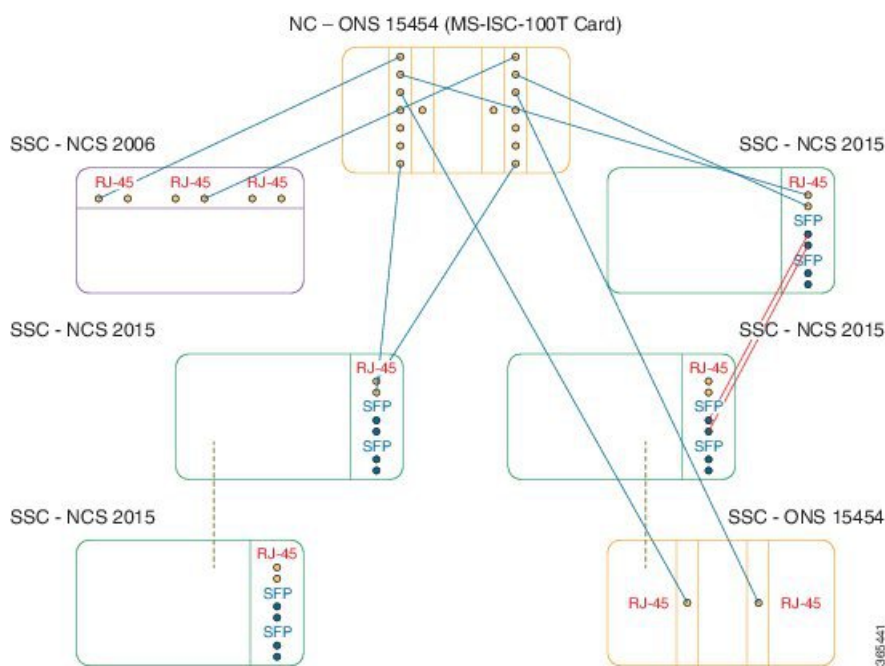 NC – ONS 15454 (MS-ISC-100T Card)
SSC - NCS 2006
RJ-45 RJ-45 RJ-45
SSC - NCS 2015
RJ-45
SFP
SFP
SSC - NCS 2015
RJ-45
SFP
SFP
SSC - NCS 2015
RJ-45
SFP
SFP
SSC - NCS 2015
RJ-45
SFP
SFP
SSC - ONS 15454
RJ-45 RJ-45
365441